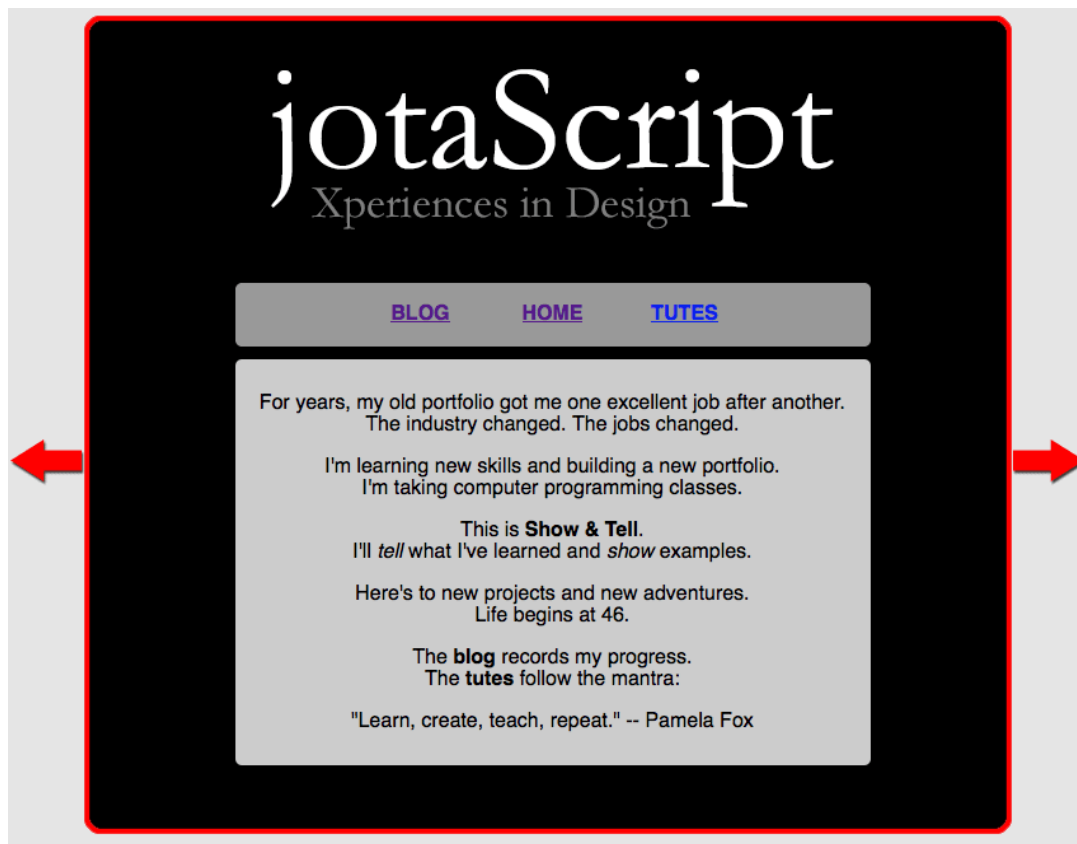 jotaScript
Xperiences in Design
BLOG HOME TUTES
For years, my old portfolio got me one excellent job after another.
The industry changed. The jobs changed.
I'm learning new skills and building a new portfolio.
I'm taking computer programming classes.
This is Show & Tell.
I'll tell what I've learned and show examples.
Here's to new projects and new adventures.
Life begins at 46.
The blog records my progress.
The tutes follow the mantra:
"Learn, create, teach, repeat." -- Pamela Fox